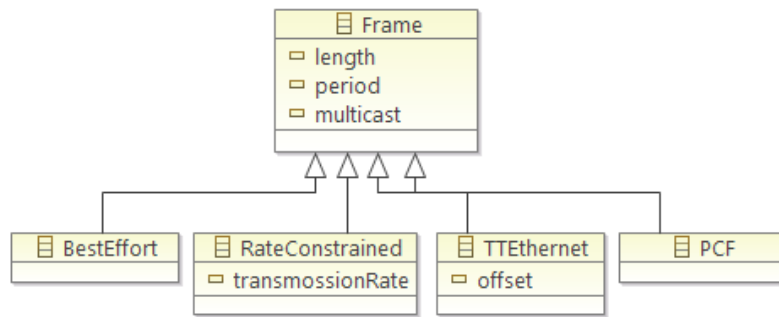 Frame
length
period
multicast
BestEffort
RateConstrained
transmossionRate
TTEthernet
offset
PCF